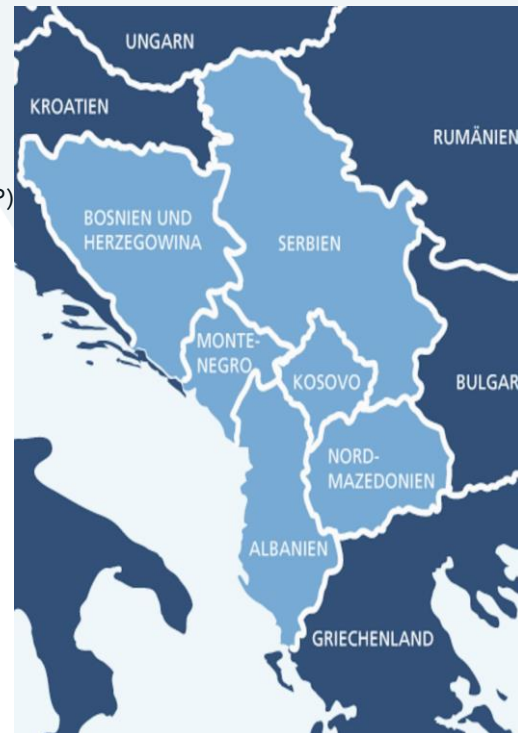 UNGARN
KROATIEN
RUMÄNIEN
BOSNIEN UND
HERZEGOWINA
SERBIEN
MONTE-
NEGRO
KOSOVO
BULGAR
NORD-
MAZEDONIEN
ALBANIEN
GRIECHENLAND